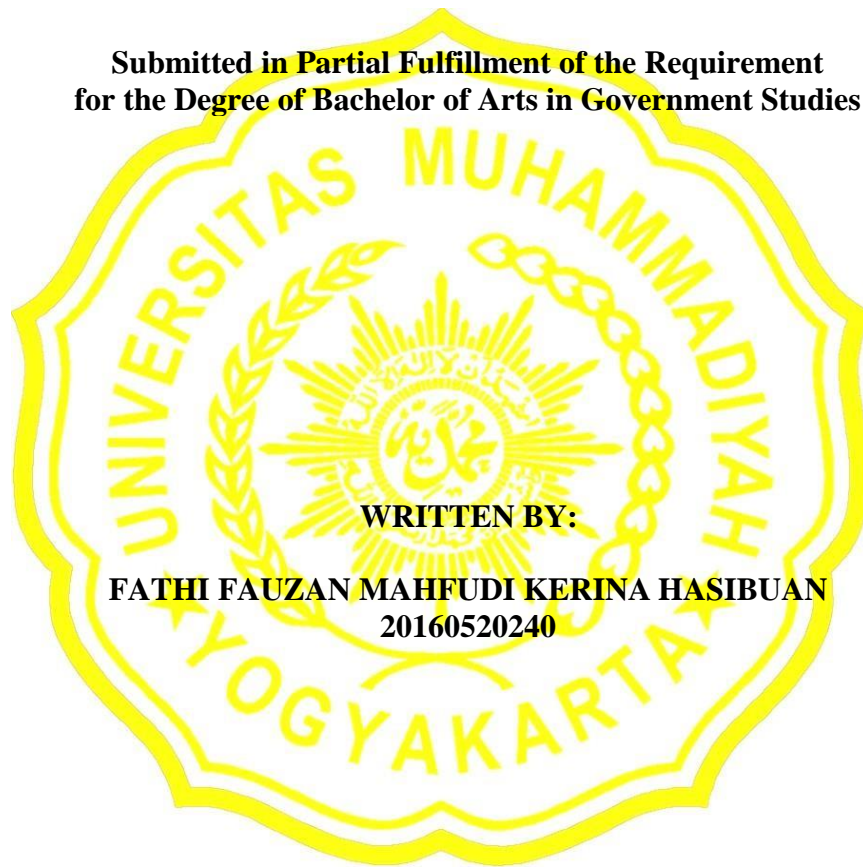 Submitted in Partial Fulfillment of the Requirement
for the Degree of Bachelor of Arts in Government Studies
UNIVERSITAS MUHAMMADIYAH
YOGYAKARTA
WRITTEN BY:
FATHI FAUZAN MAHFUDI KERINA HASIBUAN
20160520240